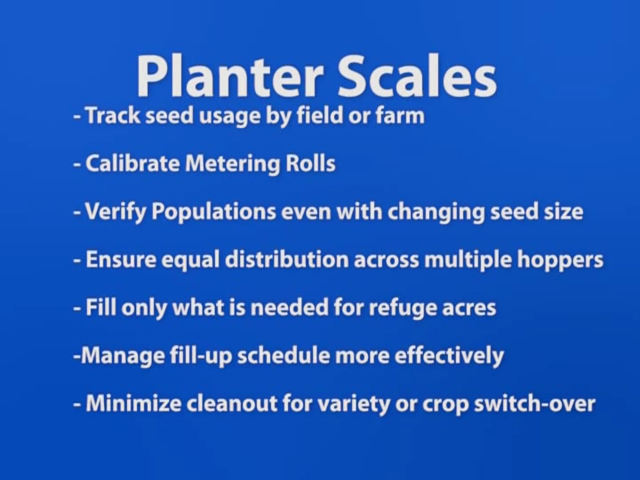 Planter Scales
- Track seed usage by field or farm
- Calibrate Metering Rolls
- Verify Populations even with changing seed size
- Ensure equal distribution across multiple hoppers
- Fill only what is needed for refuge acres
-Manage fill-up schedule more effectively
- Minimize cleanout for variety or crop switch-over